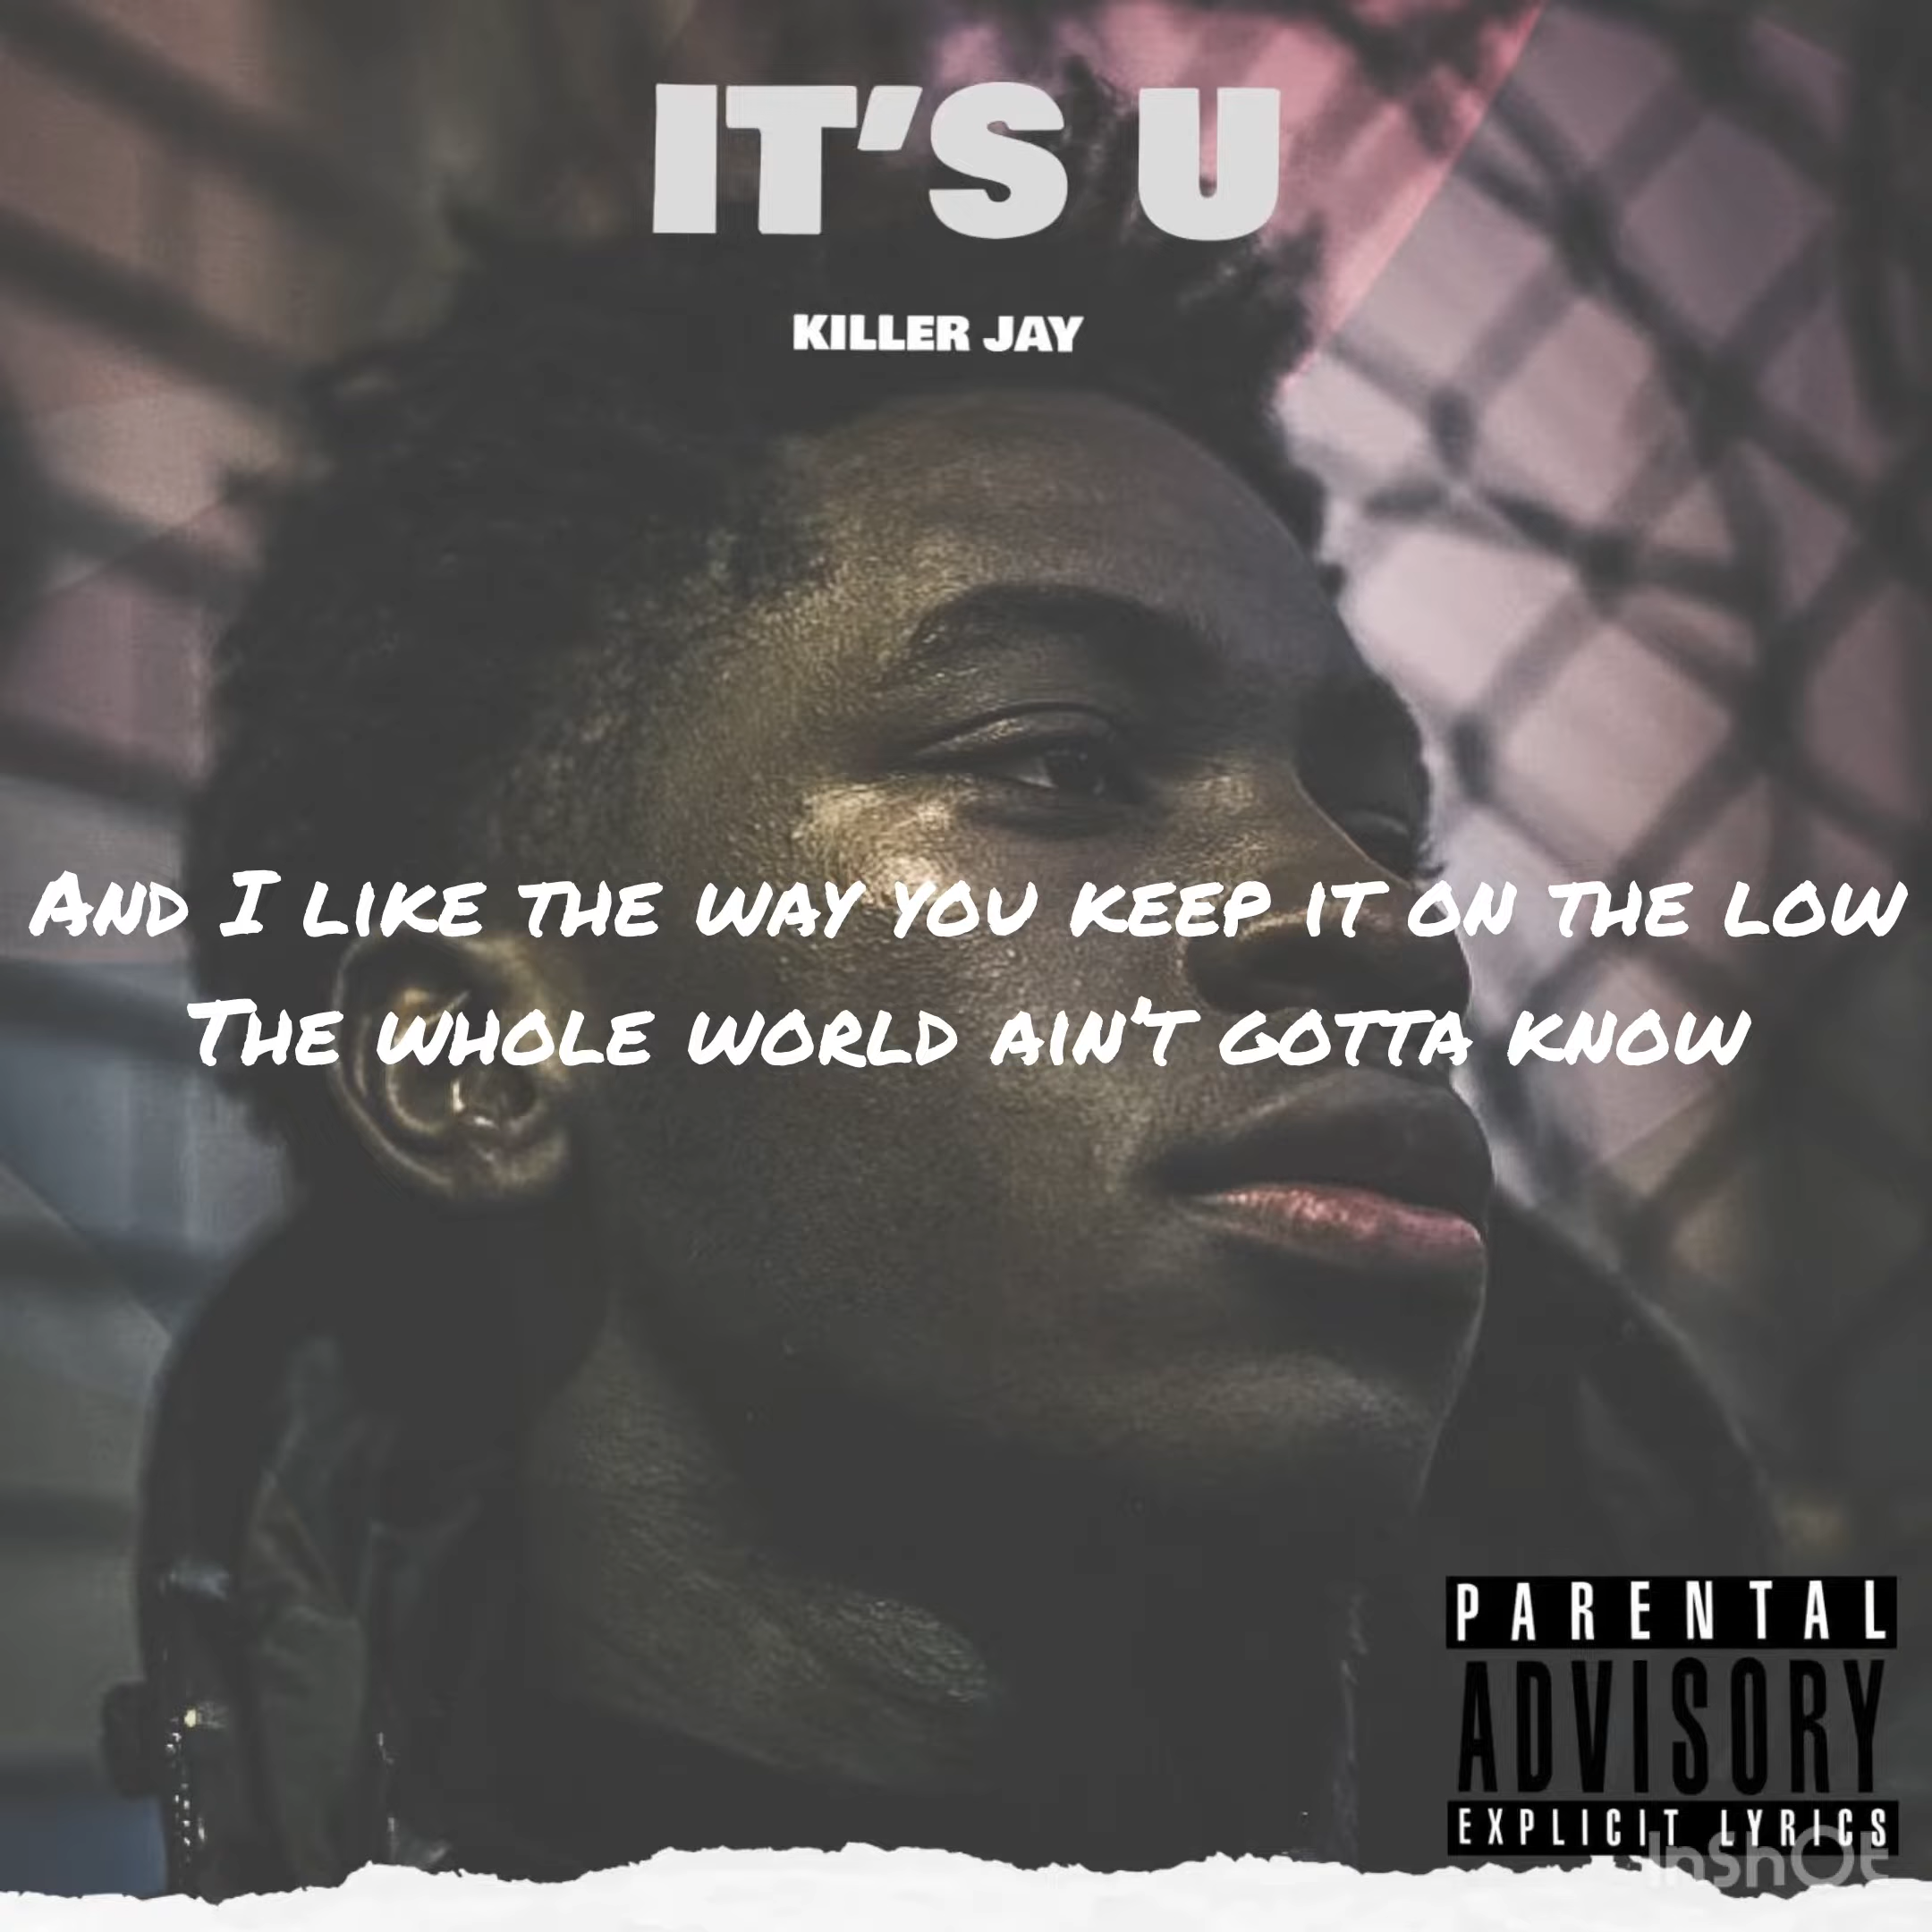 IT'S U
KILLER JAY
AND I LIKE THE WAY YOU KEEP IT ON THE LOW
THE WHOLE WORLD AIN'T GOTTA KNOW
PARENTAL
ADVISORY
EXPLICIT LYRICS
InShOt